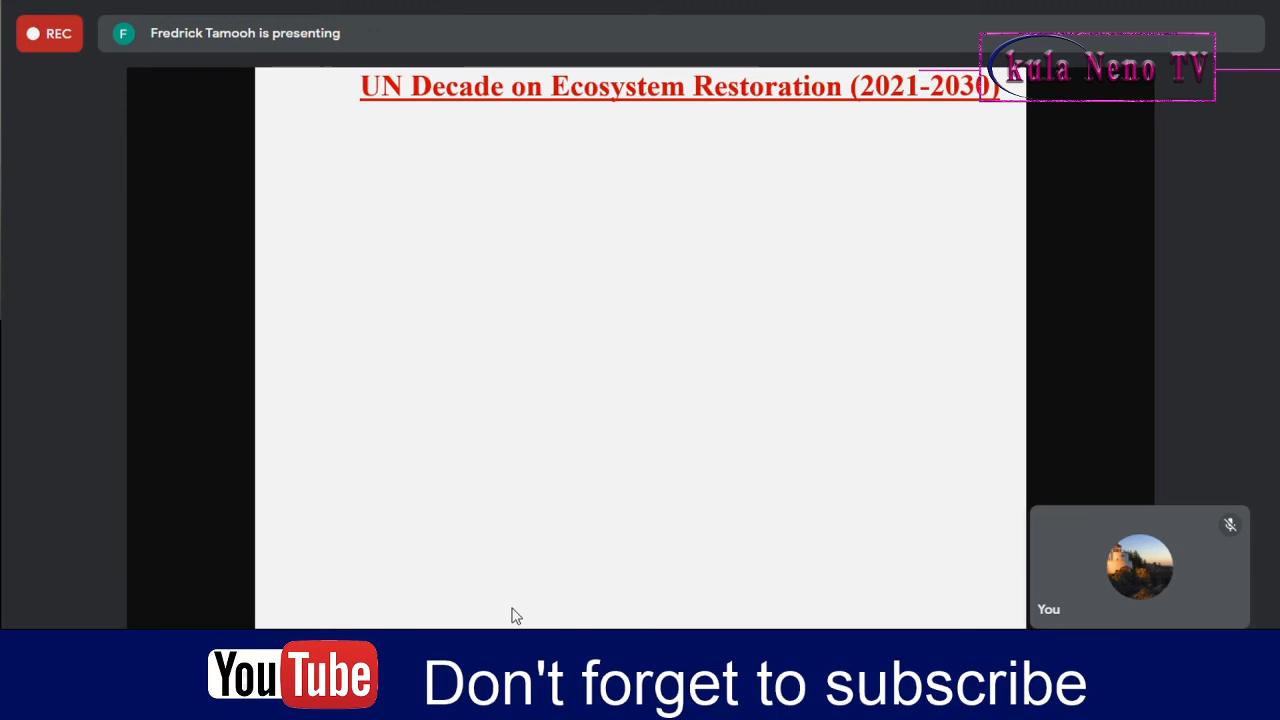 REC
F
Fredrick Tamooh is presenting
kula Neno TV
UN Decade on Ecosystem Restoration (2021-2030)
You
YouTube
Don't forget to subscribe